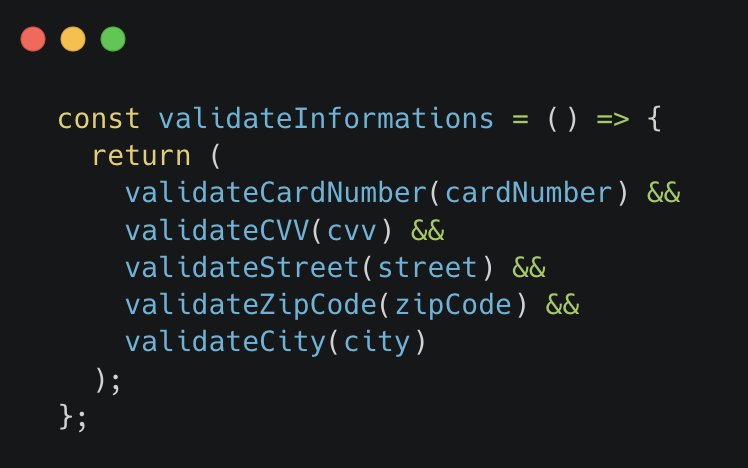 const validateInformations = () => {
  return (
    validateCardNumber(cardNumber) &&
    validateCVV(cvv) &&
    validateStreet(street) &&
    validateZipCode(zipCode) &&
    validateCity(city)
  );
};